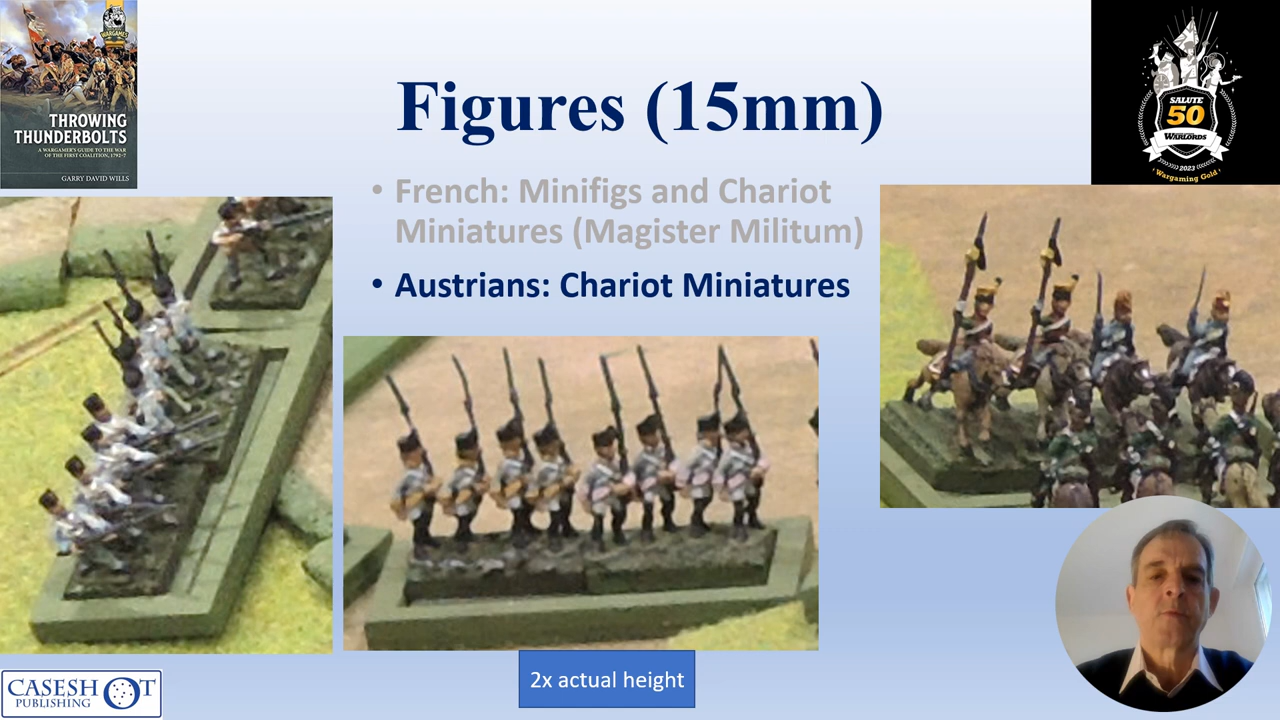 THROWING
THUNDERBOLTS
A WARGAMER'S GUIDE TO THE WAR
OF THE FIRST COALITION, 1792-7
GARRY DAVID WILLS
Figures (15mm)
SALUTE
50
WARLORDS
2023
Wargaming Gold
• French: Minifigs and Chariot
Miniatures (Magister Militum)
• Austrians: Chariot Miniatures
2x actual height
CASESHOT
PUBLISHING